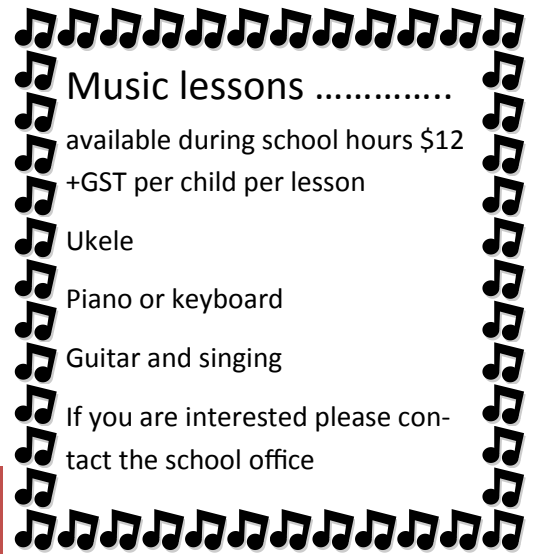 Music lessons …………..
available during school hours $12
+GST per child per lesson
Ukele
Piano or keyboard
Guitar and singing
If you are interested please con-
tact the school office